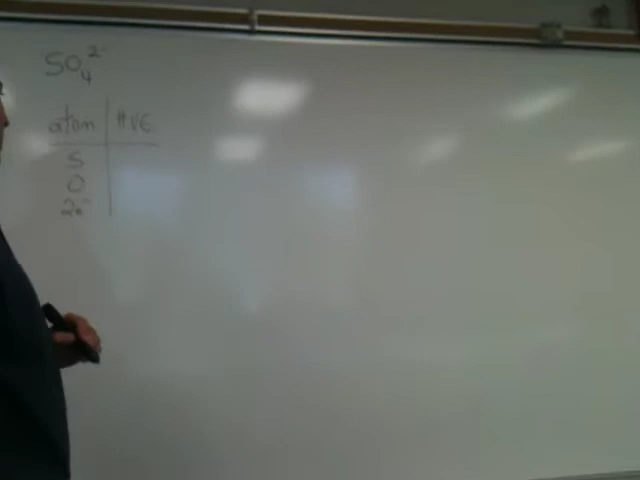 SO₄²⁻
atom #VE
S
O
2e⁻